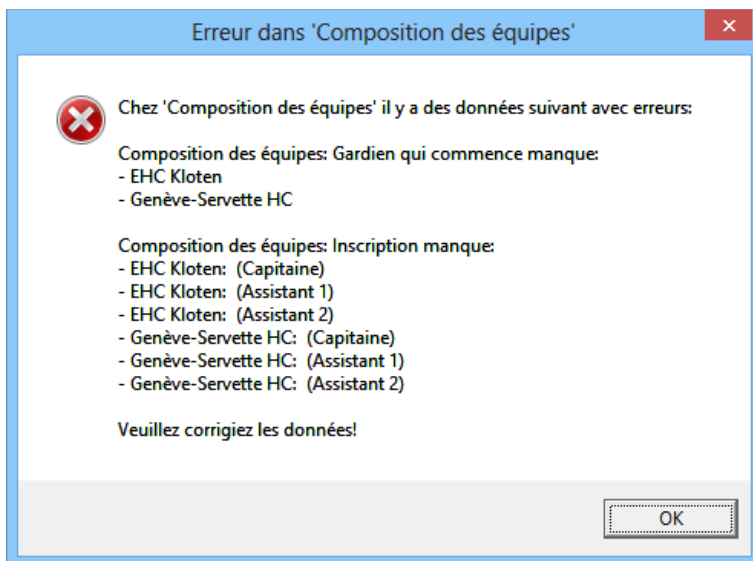 Erreur dans 'Composition des équipes'
Chez 'Composition des équipes' il y a des données suivant avec erreurs:
Composition des équipes: Gardien qui commence manque:
- EHC Kloten
- Genève-Servette HC
Composition des équipes: Inscription manque:
- EHC Kloten:  (Capitaine)
- EHC Kloten:  (Assistant 1)
- EHC Kloten:  (Assistant 2)
- Genève-Servette HC:  (Capitaine)
- Genève-Servette HC:  (Assistant 1)
- Genève-Servette HC:  (Assistant 2)
Veuillez corrigiez les données!
OK